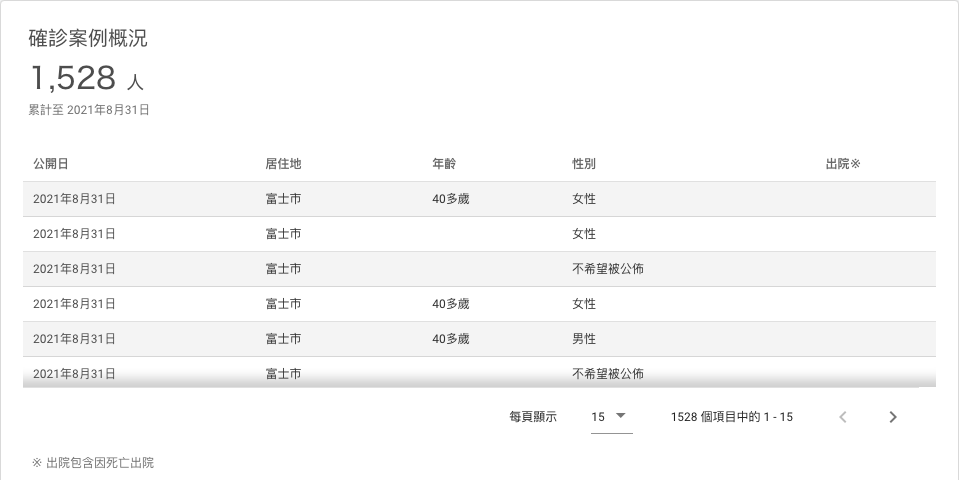 確診案例概況
1,528 人
累計至 2021年8月31日
公開日 居住地 年齡 性別 出院※
2021年8月31日 富士市 40多歲 女性
2021年8月31日 富士市 女性
2021年8月31日 富士市 不希望被公佈
2021年8月31日 富士市 40多歲 女性
2021年8月31日 富士市 40多歲 男性
2021年8月31日 富士市 不希望被公佈
每頁顯示 15 1528 個項目中的 1 - 15
※ 出院包含因死亡出院